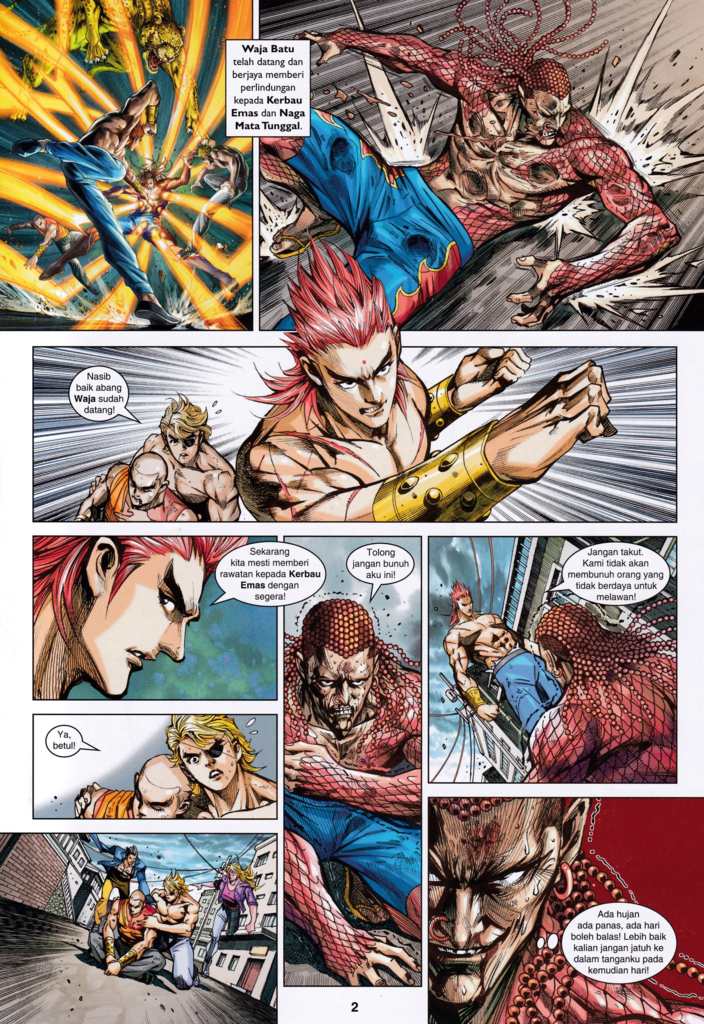 Waja Batu
telah datang dan
berjaya memberi
perlindungan
kepada Kerbau
Emas dan Naga
Mata Tunggal.
Nasib
baik abang
Waja sudah
datang!
Sekarang
kita mesti memberi
rawatan kepada Kerbau
Emas dengan
segera!
Ya,
betul!
Tolong
jangan bunuh
aku ini!
Jangan takut.
Kami tidak akan
membunuh orang yang
tidak berdaya untuk
melawan!
Ada hujan
ada panas, ada hari
boleh balas! Lebih baik
kalian jangan jatuh ke
dalam tanganku pada
kemudian hari!
2